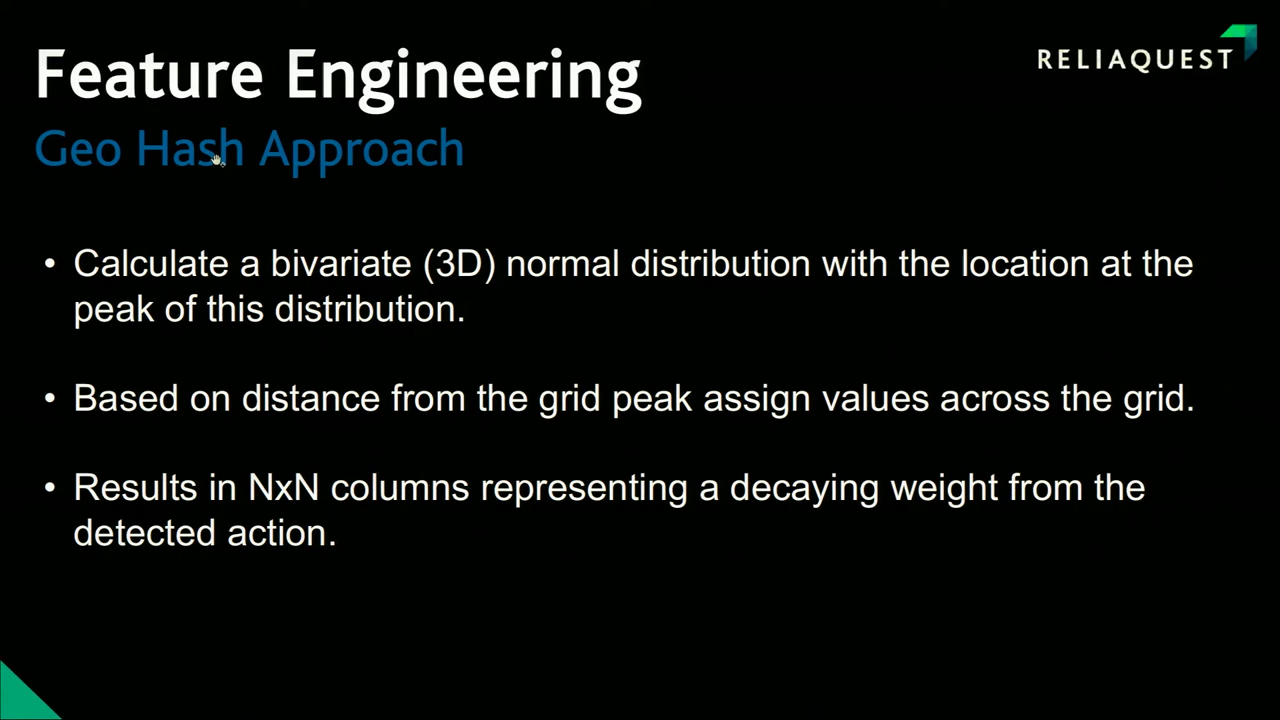 Feature Engineering
RELIAQUEST
Geo Hash Approach
• Calculate a bivariate (3D) normal distribution with the location at the
peak of this distribution.
• Based on distance from the grid peak assign values across the grid.
• Results in NxN columns representing a decaying weight from the
detected action.